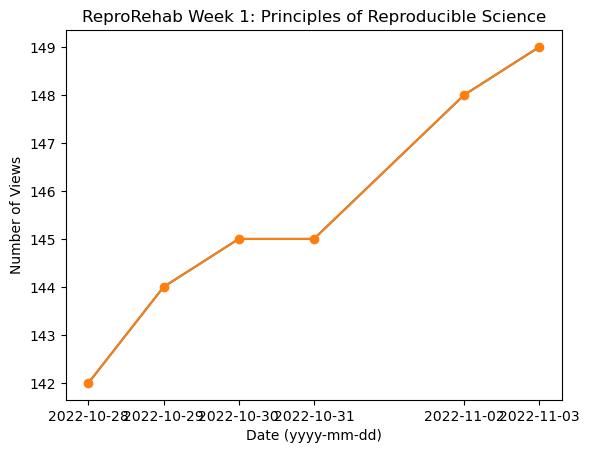 ReproRehab Week 1: Principles of Reproducible Science
Number of Views
149
148
147
146
145
144
143
142
2022-10-28 2022-10-29 2022-10-30 2022-10-31 2022-11-02 2022-11-03
Date (yyyy-mm-dd)